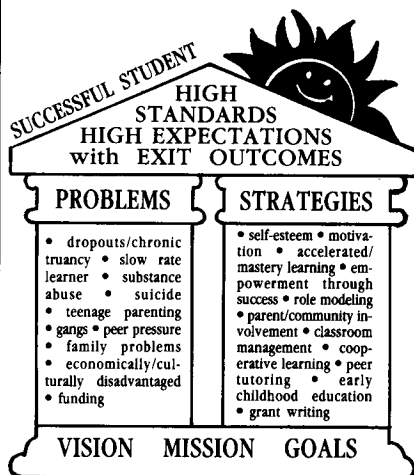 SUCCESSFUL STUDENT
HIGH
STANDARDS
HIGH EXPECTATIONS
with EXIT OUTCOMES
PROBLEMS
• dropouts/chronic
truancy • slow rate
learner • substance
abuse • suicide
• teenage parenting
• gangs • peer pressure
• family problems
• economically/cul-
turally disadvantaged
• funding
STRATEGIES
• self-esteem • motiva-
tion • accelerated/
mastery learning • em-
powerment through
success • role modeling
• parent/community in-
volvement • classroom
management • coop-
erative learning • peer
tutoring • early
childhood education
• grant writing
VISION MISSION GOALS